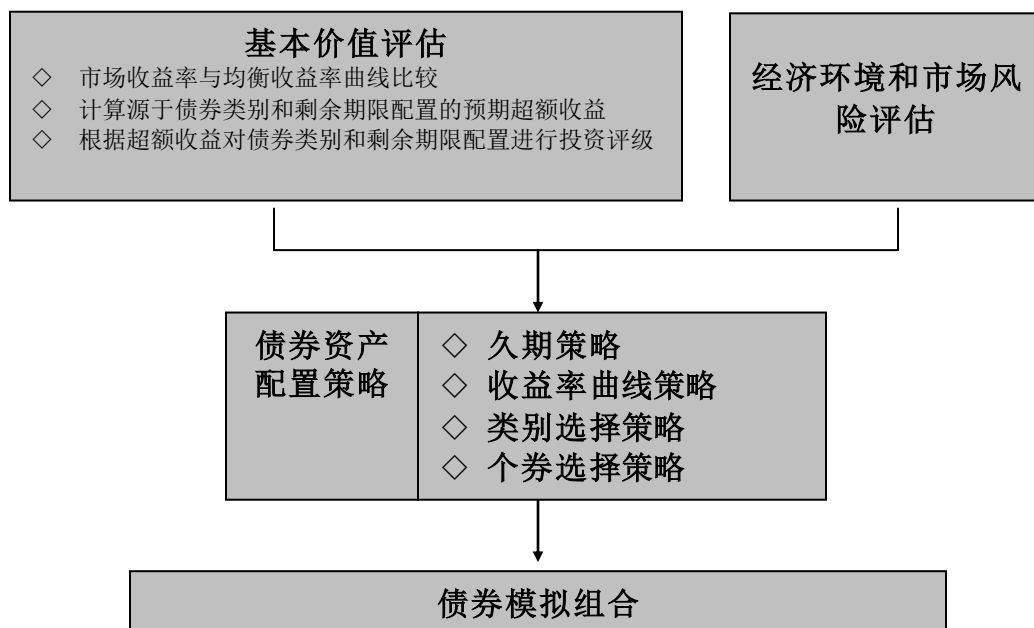 基本价值评估
◇ 市场收益率与均衡收益率曲线比较
◇ 计算源于债券类别和剩余期限配置的预期超额收益
◇ 根据超额收益对债券类别和剩余期限配置进行投资评级
经济环境和市场风
险评估
债券资产
配置策略
◇ 久期策略
◇ 收益率曲线策略
◇ 类别选择策略
◇ 个券选择策略
债券模拟组合